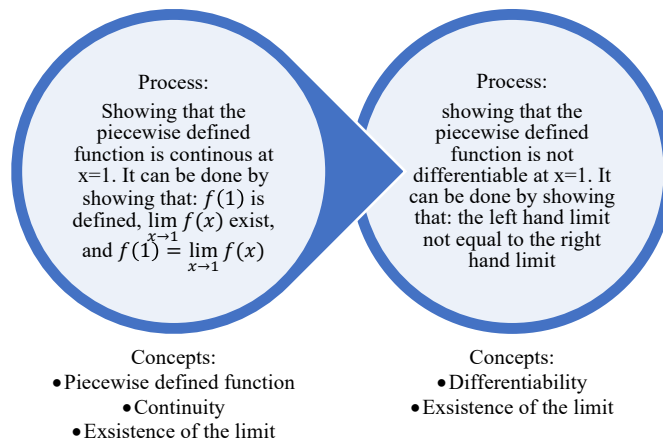 Process:
Showing that the
piecewise defined
function is continous at
x=1. It can be done by
showing that: f(1) is
defined, lim f(x) exist,
x→1
and f(1) = lim f(x)
x→1
Concepts:
•Piecewise defined function
•Continuity
•Exsistence of the limit
Process:
showing that the
piecewise defined
function is not
differentiable at x=1. It
can be done by showing
that: the left hand limit
not equal to the right
hand limit
Concepts:
•Differentiability
•Exsistence of the limit